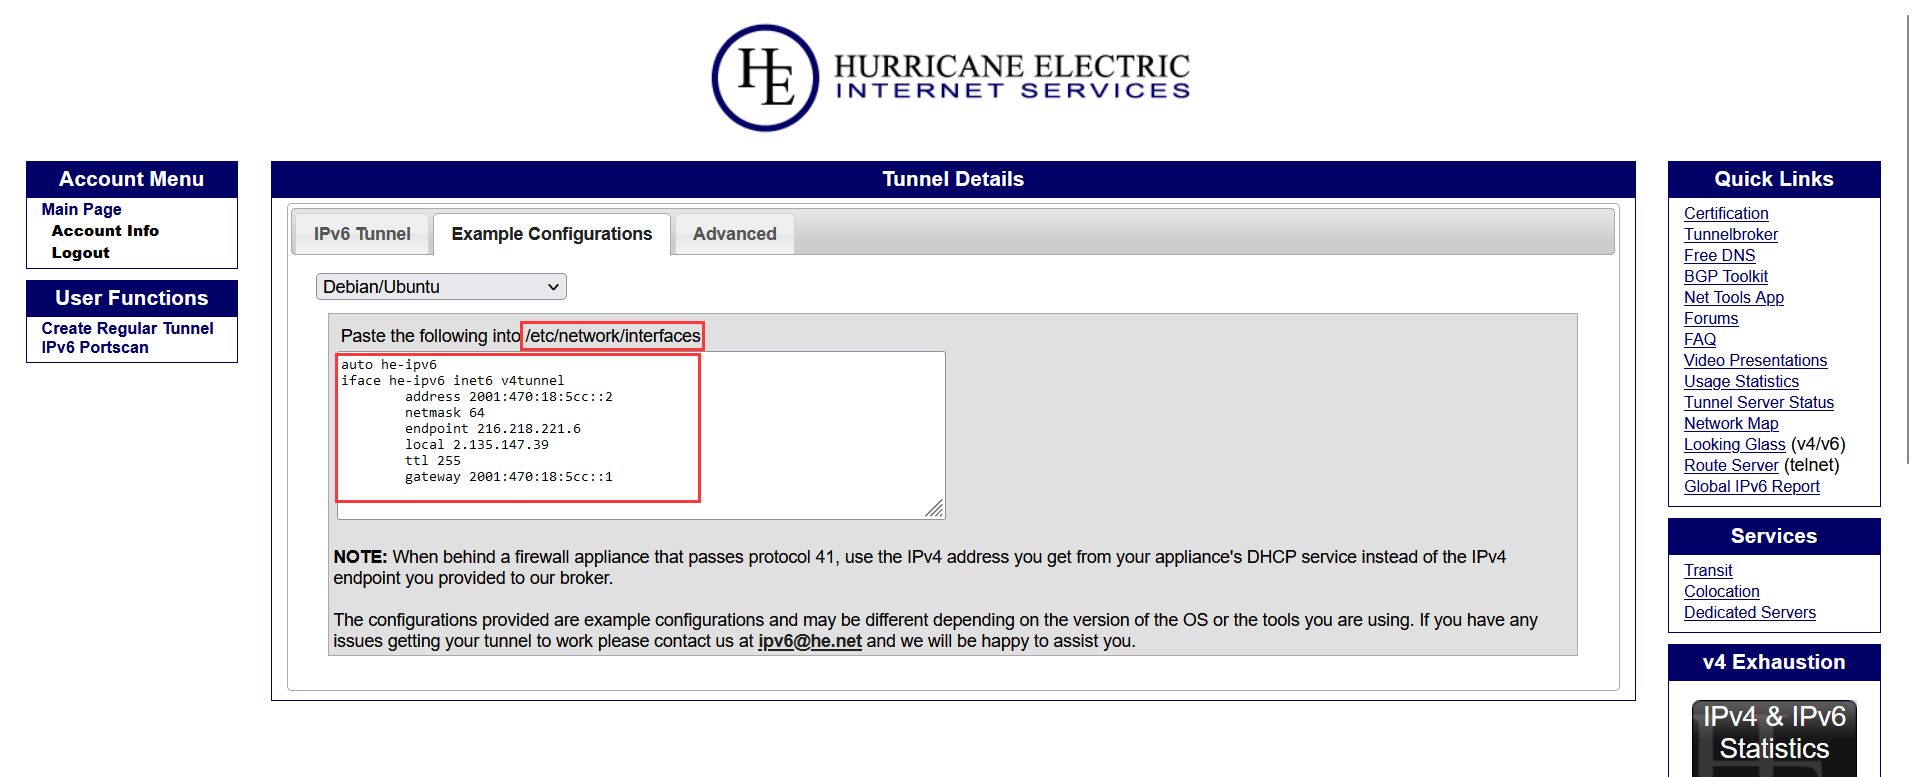 HE
HURRICANE ELECTRIC
INTERNET SERVICES
Account Menu
Main Page
Account Info
Logout
User Functions
Create Regular Tunnel
IPv6 Portscan
Tunnel Details
IPv6 Tunnel
Example Configurations
Advanced
Debian/Ubuntu
Paste the following into /etc/network/interfaces
auto he-ipv6
iface he-ipv6 inet6 v4tunnel
address 2001:470:18:5cc::2
netmask 64
endpoint 216.218.221.6
local 2.135.147.39
ttl 255
gateway 2001:470:18:5cc::1
NOTE: When behind a firewall appliance that passes protocol 41, use the IPv4 address you get from your appliance's DHCP service instead of the IPv4
endpoint you provided to our broker.
The configurations provided are example configurations and may be different depending on the version of the OS or the tools you are using. If you have any
issues getting your tunnel to work please contact us at ipv6@he.net and we will be happy to assist you.
Quick Links
Certification
Tunnelbroker
Free DNS
BGP Toolkit
Net Tools App
Forums
FAQ
Video Presentations
Usage Statistics
Tunnel Server Status
Network Map
Looking Glass (v4/v6)
Route Server (telnet)
Global IPv6 Report
Services
Transit
Colocation
Dedicated Servers
v4 Exhaustion
IPv4 & IPv6
Statistics